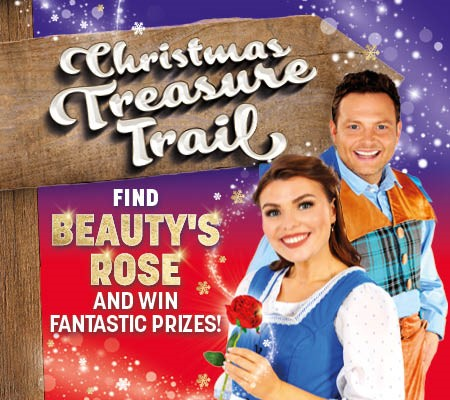 Christmas
Treasure
Trail
FIND
BEAUTY'S
ROSE
AND WIN
FANTASTIC PRIZES!